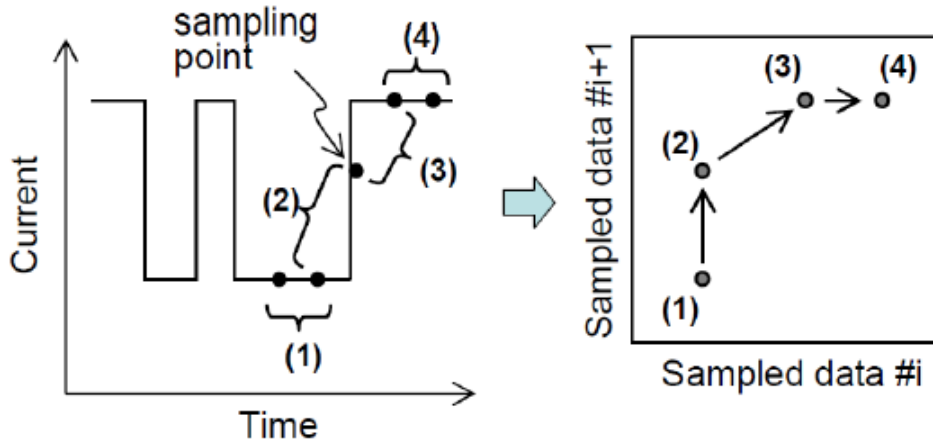 sampling
point
(4)
(3)
(2)
(1)
Current
Time
Sampled data #i+1
(3)
(4)
(2)
(1)
Sampled data #i